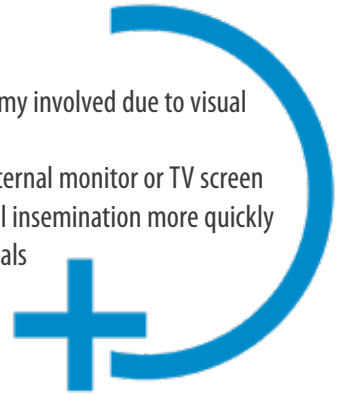 my involved due to visual
ternal monitor or TV screen
l insemination more quickly
als